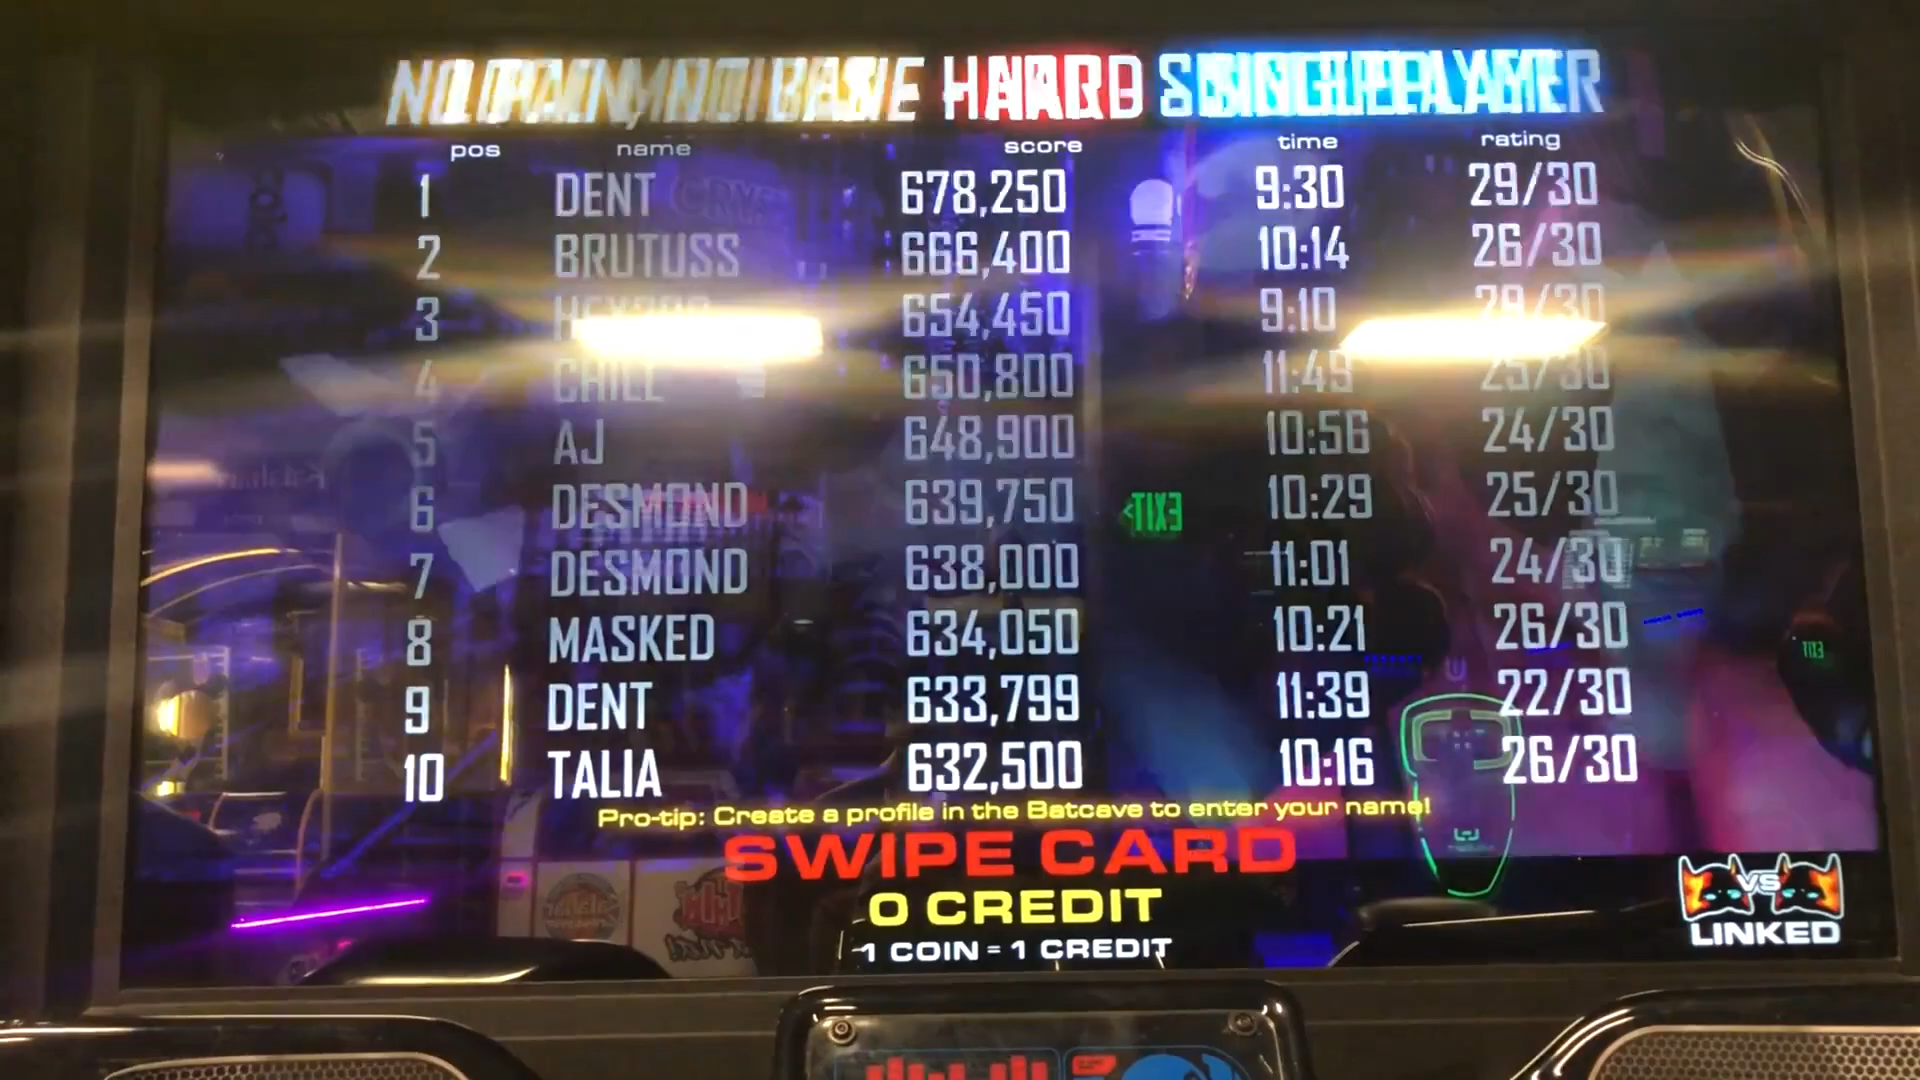 HARD SINGLE PLAYER
pos name score time rating
1 DENT 678,250 9:30 29/30
2 BRUTUSS 666,400 10:14 26/30
3 654,450 9:10 29/30
4 CHILL 650,800 11:49 25/30
5 AJ 648,900 10:56 24/30
6 DESMOND 639,750 10:29 25/30
7 DESMOND 638,000 11:01 24/30
8 MASKED 634,050 10:21 26/30
9 DENT 633,799 11:39 22/30
10 TALIA 632,500 10:16 26/30
Pro-tip: Create a profile in the Batcave to enter your name!
SWIPE CARD
0 CREDIT
1 COIN = 1 CREDIT
VS
LINKED
EXIT
EXIT